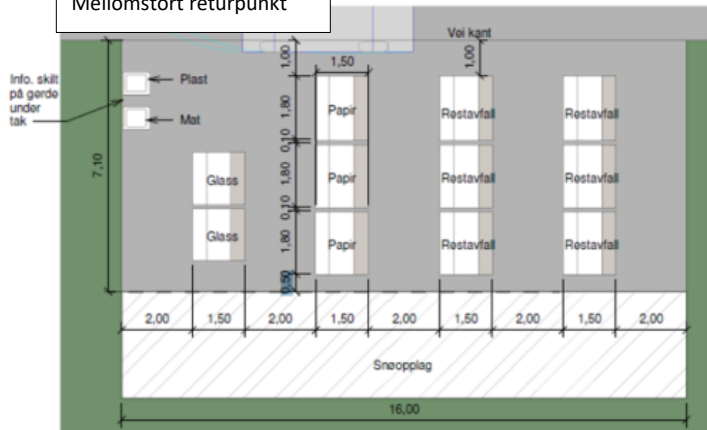 Mellomstort returpunkt
Vei kant
1,00
1,50
1,00
Info. skilt
på gjerde
under
tak
Plast
Mat
7,10
1,80
0,10
1,80
0,10
1,80
0,50
Papir
Papir
Papir
Restavfall
Restavfall
Restavfall
Restavfall
Restavfall
Restavfall
Glass
Glass
2,00 1,50 2,00 1,50 2,00 1,50 2,00 1,50 2,00
Snøopplag
16,00